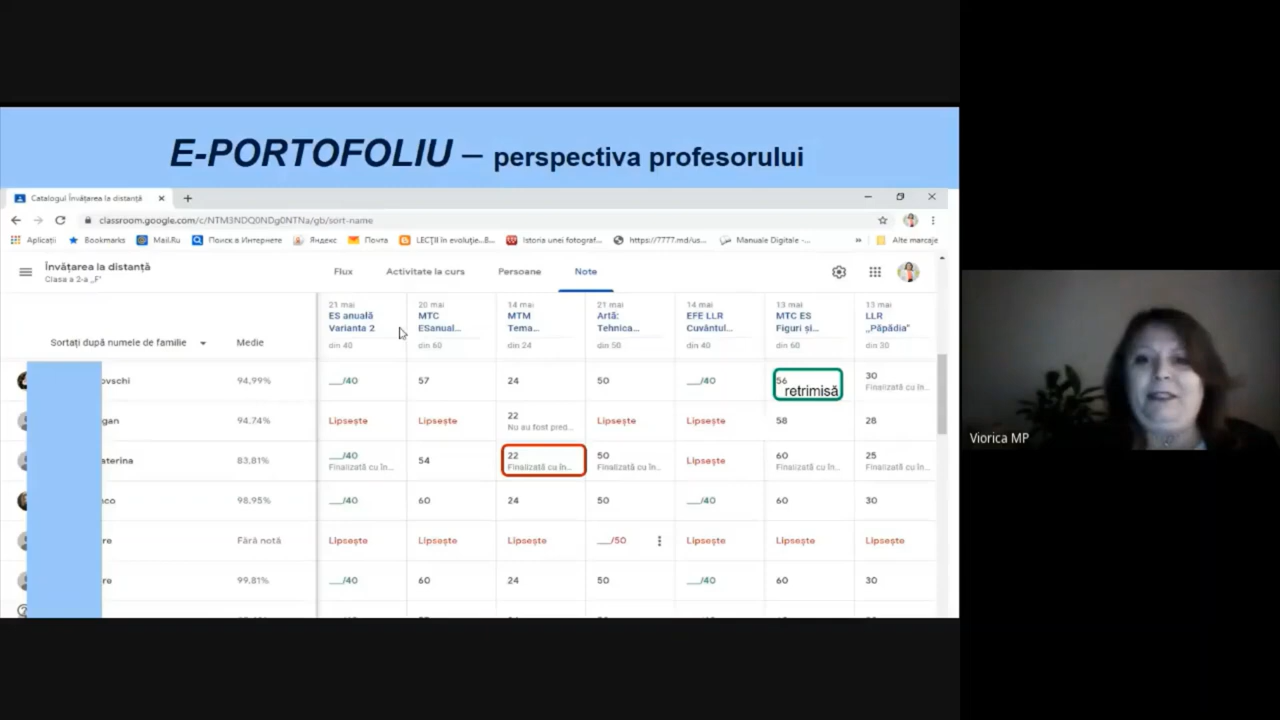 E-PORTOFOLIU – perspectiva profesorului
Catalogul Învățarea la distanță
classroom.google.com/c/NTM3NDQ0NDg0NTNa/gb/sort-name
Aplicații Bookmarks Mail.Ru Поиск в Интернете Яндекс Почта LECȚII în evoluție...B... Istoria unei fotograf... https://7777.md/us... Manuale Digitale -... » Alte marcaje
Învățarea la distanță
Clasa a 2-a „F”
Flux Activitate la curs Persoane Note
21 mai 20 mai 14 mai 21 mai 14 mai 13 mai 13 mai
ES anuală MTC MTM Artă: EFE LLR MTC ES LLR
Varianta 2 ESanual... Tema... Tehnica... Cuvântul... Figuri și... „Păpădia”
Sortați după numele de familie Medie din 40 din 60 din 24 din 50 din 40 din 60 din 30
ovschi 94,99% __/40 57 24 50 __/40 56 retrimisă 30
Finalizată cu în...
gan 94,74% Lipsește Lipsește 22 Lipsește Lipsește 58 28
Nu au fost pred...
aterina 83,81% __/40 54 22 50 Lipsește 60 25
Finalizată cu în... Finalizată cu în... Finalizată cu în... Finalizată cu în... Finalizată cu în...
co 98,95% __/40 60 24 50 __/40 60 30
re Fără notă Lipsește Lipsește Lipsește __/50 Lipsește Lipsește Lipsește
re 99,81% __/40 60 24 50 __/40 60 30
Viorica MP